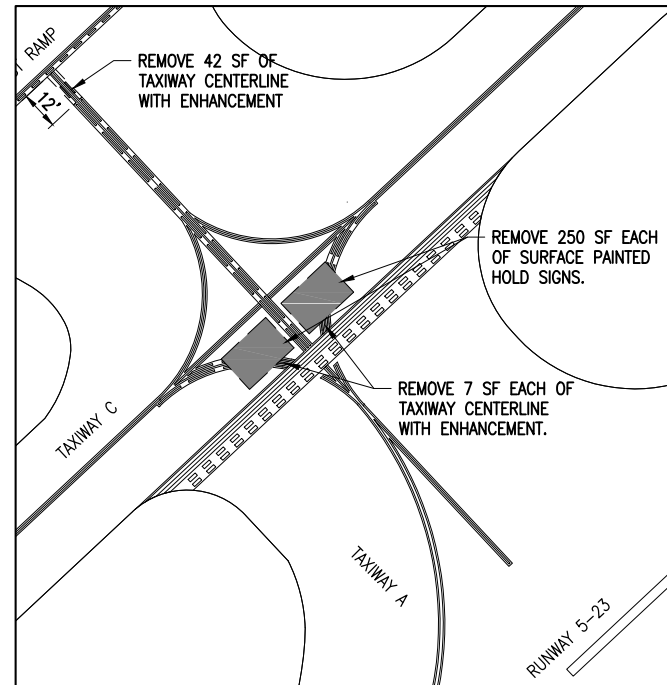 RAMP
12'
REMOVE 42 SF OF
TAXIWAY CENTERLINE
WITH ENHANCEMENT
REMOVE 250 SF EACH
OF SURFACE PAINTED
HOLD SIGNS.
REMOVE 7 SF EACH OF
TAXIWAY CENTERLINE
WITH ENHANCEMENT.
TAXIWAY C
TAXIWAY A
RUNWAY 5-23